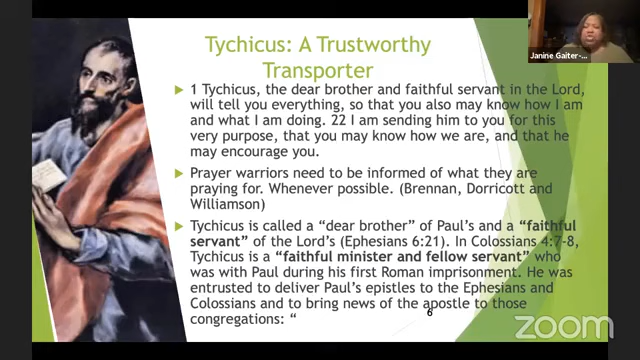 Tychicus: A Trustworthy
Transporter
Janine Gaiter-...
1 Tychicus, the dear brother and faithful servant in the Lord,
will tell you everything, so that you also may know how I am
and what I am doing. 22 I am sending him to you for this
very purpose, that you may know how we are, and that he
may encourage you.
Prayer warriors need to be informed of what they are
praying for. Whenever possible. (Brennan, Dorricott and
Williamson)
Tychicus is called a “dear brother” of Paul's and a “faithful
servant” of the Lord's (Ephesians 6:21). In Colossians 4:7-8,
Tychicus is a “faithful minister and fellow servant” who
was with Paul during his first Roman imprisonment. He was
entrusted to deliver Paul's epistles to the Ephesians and
Colossians and to bring news of the apostle to those
congregations: “
6
zoom